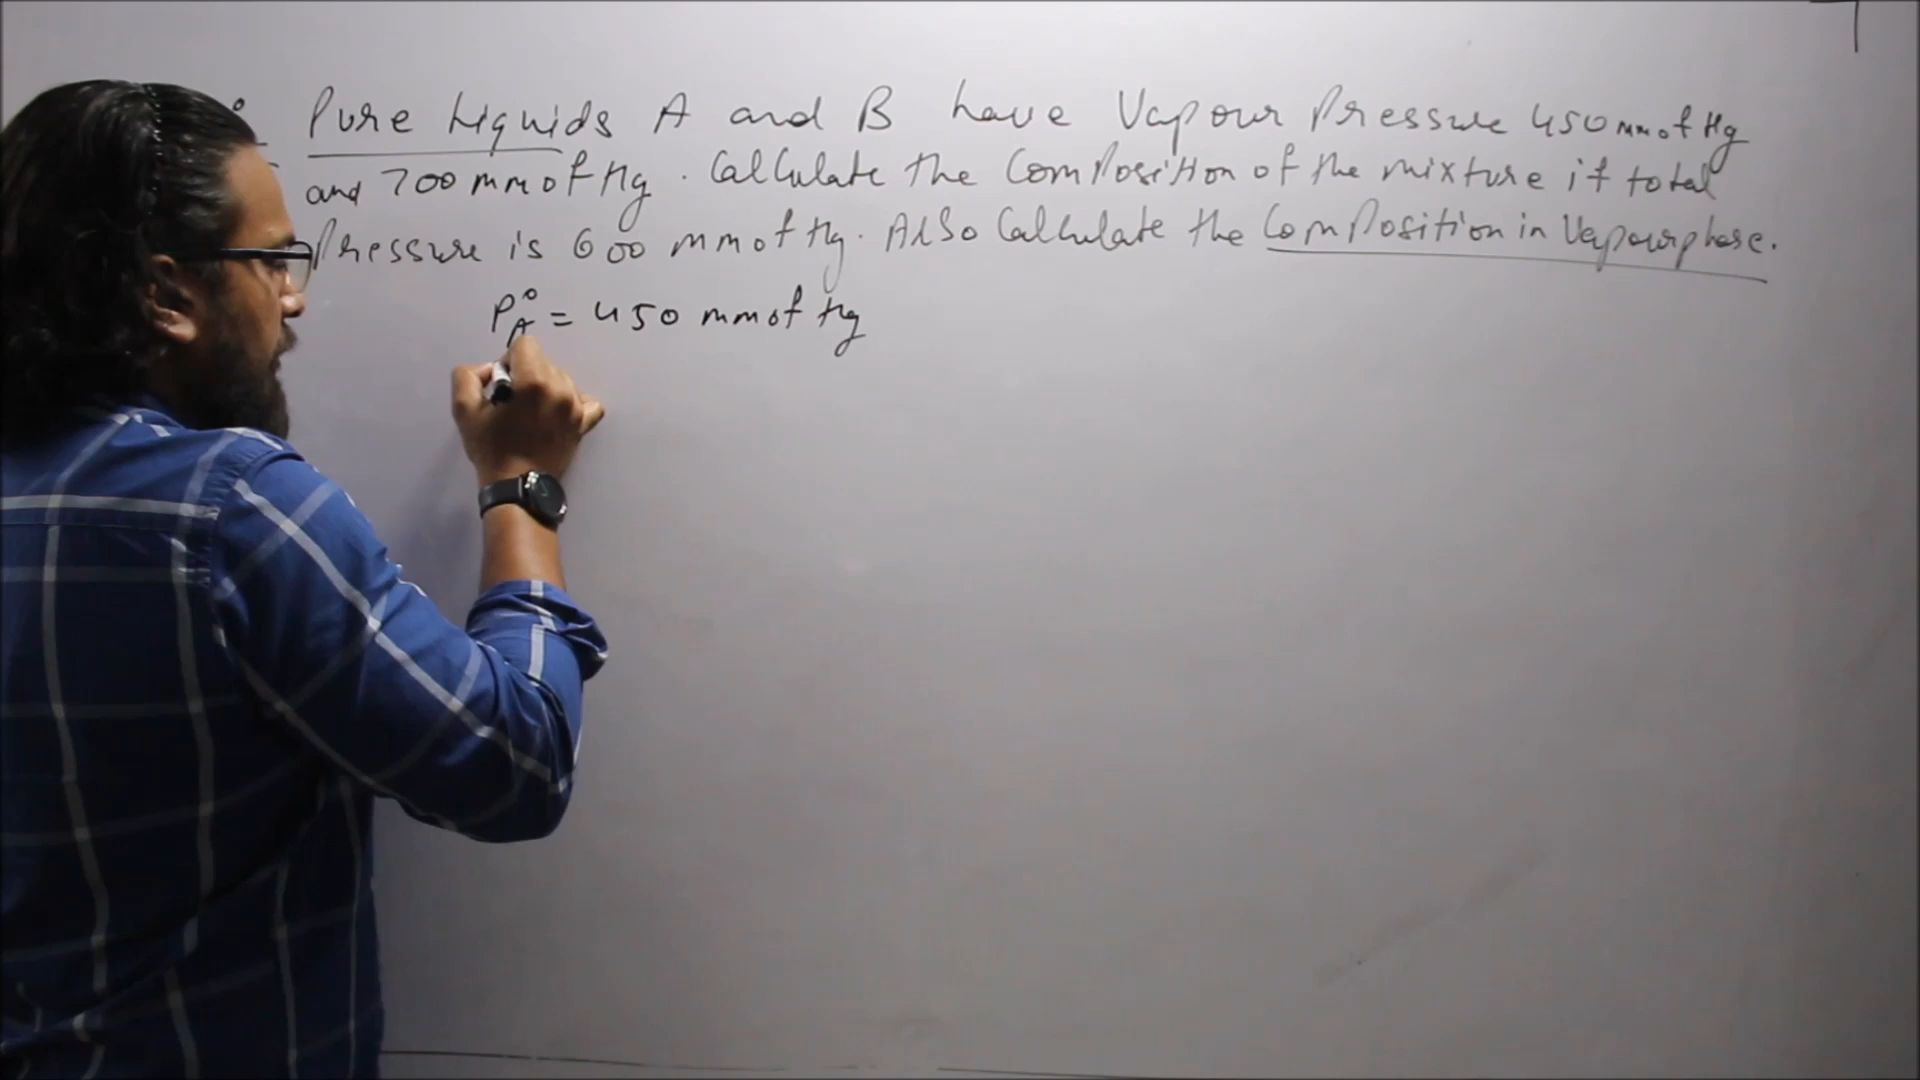 Pure Liquids A and B have Vapour Pressure 450 mm of Hg
and 700 mm of Hg. Calculate the Composition of the mixture if total
Pressure is 600 mm of Hg. Also Calculate the Composition in Vapour phase.
P°A = 450 mm of Hg